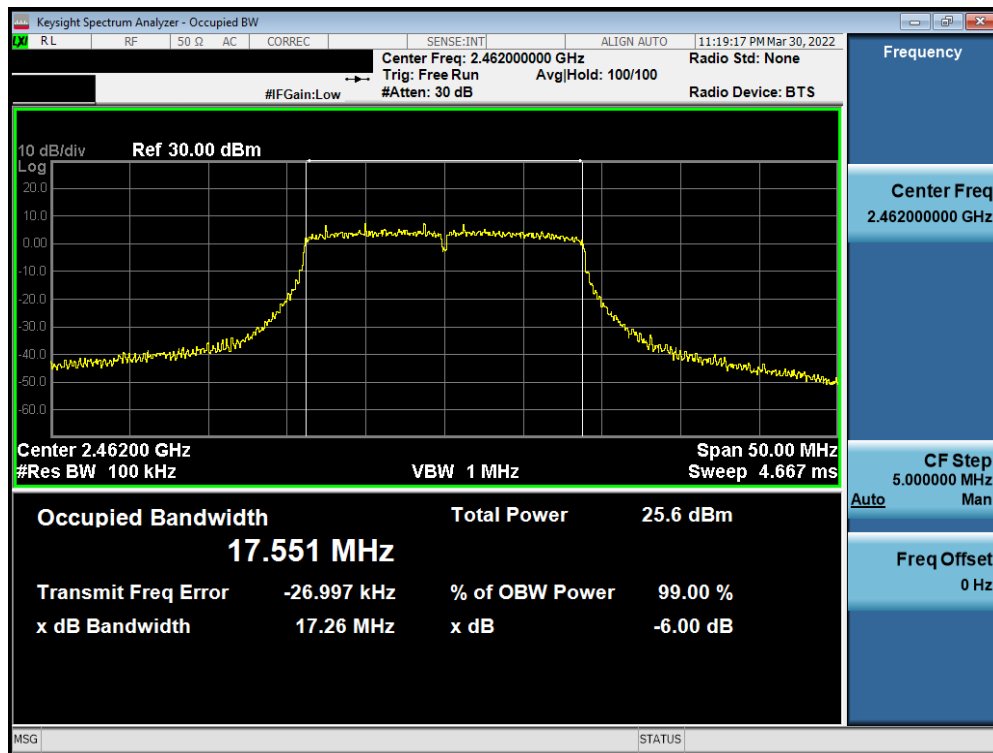 Keysight Spectrum Analyzer - Occupied BW
LXI RL RF 50 Ω AC CORREC SENSE:INT ALIGN AUTO 11:19:17 PM Mar 30, 2022
Center Freq: 2.462000000 GHz Radio Std: None
Trig: Free Run Avg|Hold: 100/100
#IFGain:Low #Atten: 30 dB Radio Device: BTS
10 dB/div Ref 30.00 dBm
Log
20.0
10.0
0.00
-10.0
-20.0
-30.0
-40.0
-50.0
-60.0
Center 2.46200 GHz Span 50.00 MHz
#Res BW 100 kHz VBW 1 MHz Sweep 4.667 ms
Occupied Bandwidth Total Power 25.6 dBm
17.551 MHz
Transmit Freq Error -26.997 kHz % of OBW Power 99.00 %
x dB Bandwidth 17.26 MHz x dB -6.00 dB
MSG STATUS
Frequency
Center Freq
2.462000000 GHz
CF Step
5.000000 MHz
Auto Man
Freq Offset
0 Hz